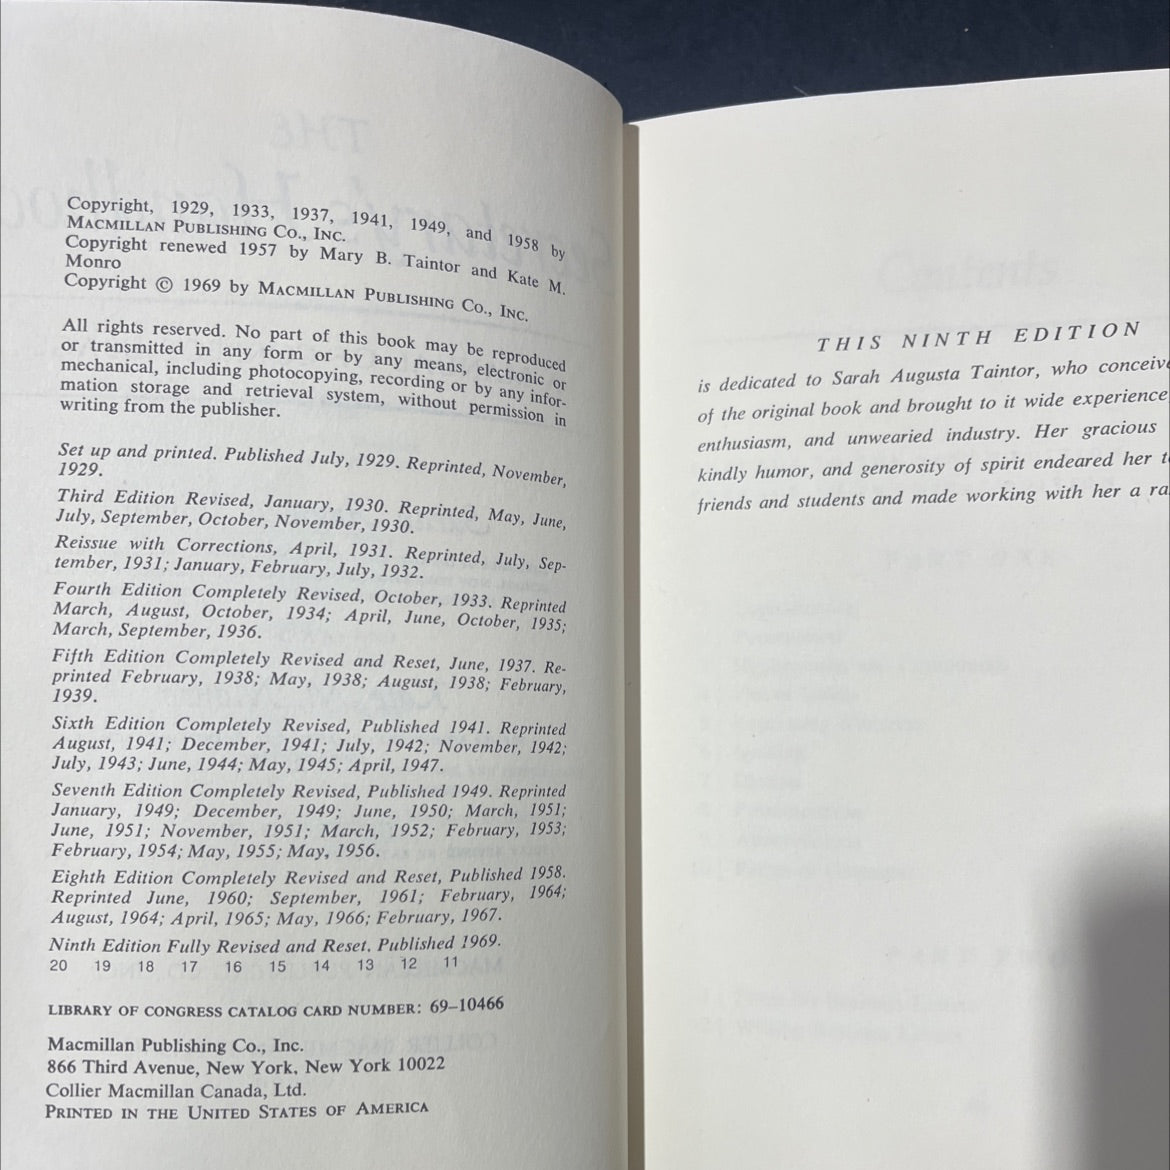 Copyright, 1929, 1933, 1937, 1941, 1949, and 1958 by
MACMILLAN PUBLISHING CO., INC.
Copyright renewed 1957 by Mary B. Taintor and Kate M.
Monro
Copyright © 1969 by MACMILLAN PUBLISHING CO., INC.
All rights reserved. No part of this book may be reproduced
or transmitted in any form or by any means, electronic or
mechanical, including photocopying, recording or by any infor-
mation storage and retrieval system, without permission in
writing from the publisher.
Set up and printed. Published July, 1929. Reprinted, November,
1929.
Third Edition Revised, January, 1930. Reprinted, May, June,
July, September, October, November, 1930.
Reissue with Corrections, April, 1931. Reprinted, July, Sep-
tember, 1931; January, February, July, 1932.
Fourth Edition Completely Revised, October, 1933. Reprinted
March, August, October, 1934; April, June, October, 1935;
March, September, 1936.
Fifth Edition Completely Revised and Reset, June, 1937. Re-
printed February, 1938; May, 1938; August, 1938; February,
1939.
Sixth Edition Completely Revised, Published 1941. Reprinted
August, 1941; December, 1941; July, 1942; November, 1942;
July, 1943; June, 1944; May, 1945; April, 1947.
Seventh Edition Completely Revised, Published 1949. Reprinted
January, 1949; December, 1949; June, 1950; March, 1951;
June, 1951; November, 1951; March, 1952; February, 1953;
February, 1954; May, 1955; May, 1956.
Eighth Edition Completely Revised and Reset, Published 1958.
Reprinted June, 1960; September, 1961; February, 1964;
August, 1964; April, 1965; May, 1966; February, 1967.
Ninth Edition Fully Revised and Reset. Published 1969.
20 19 18 17 16 15 14 13 12 11
LIBRARY OF CONGRESS CATALOG CARD NUMBER: 69–10466
Macmillan Publishing Co., Inc.
866 Third Avenue, New York, New York 10022
Collier Macmillan Canada, Ltd.
PRINTED IN THE UNITED STATES OF AMERICA
THIS NINTH EDITION
is dedicated to Sarah Augusta Taintor, who conceive
of the original book and brought to it wide experience
enthusiasm, and unwearied industry. Her gracious
kindly humor, and generosity of spirit endeared her t
friends and students and made working with her a ra